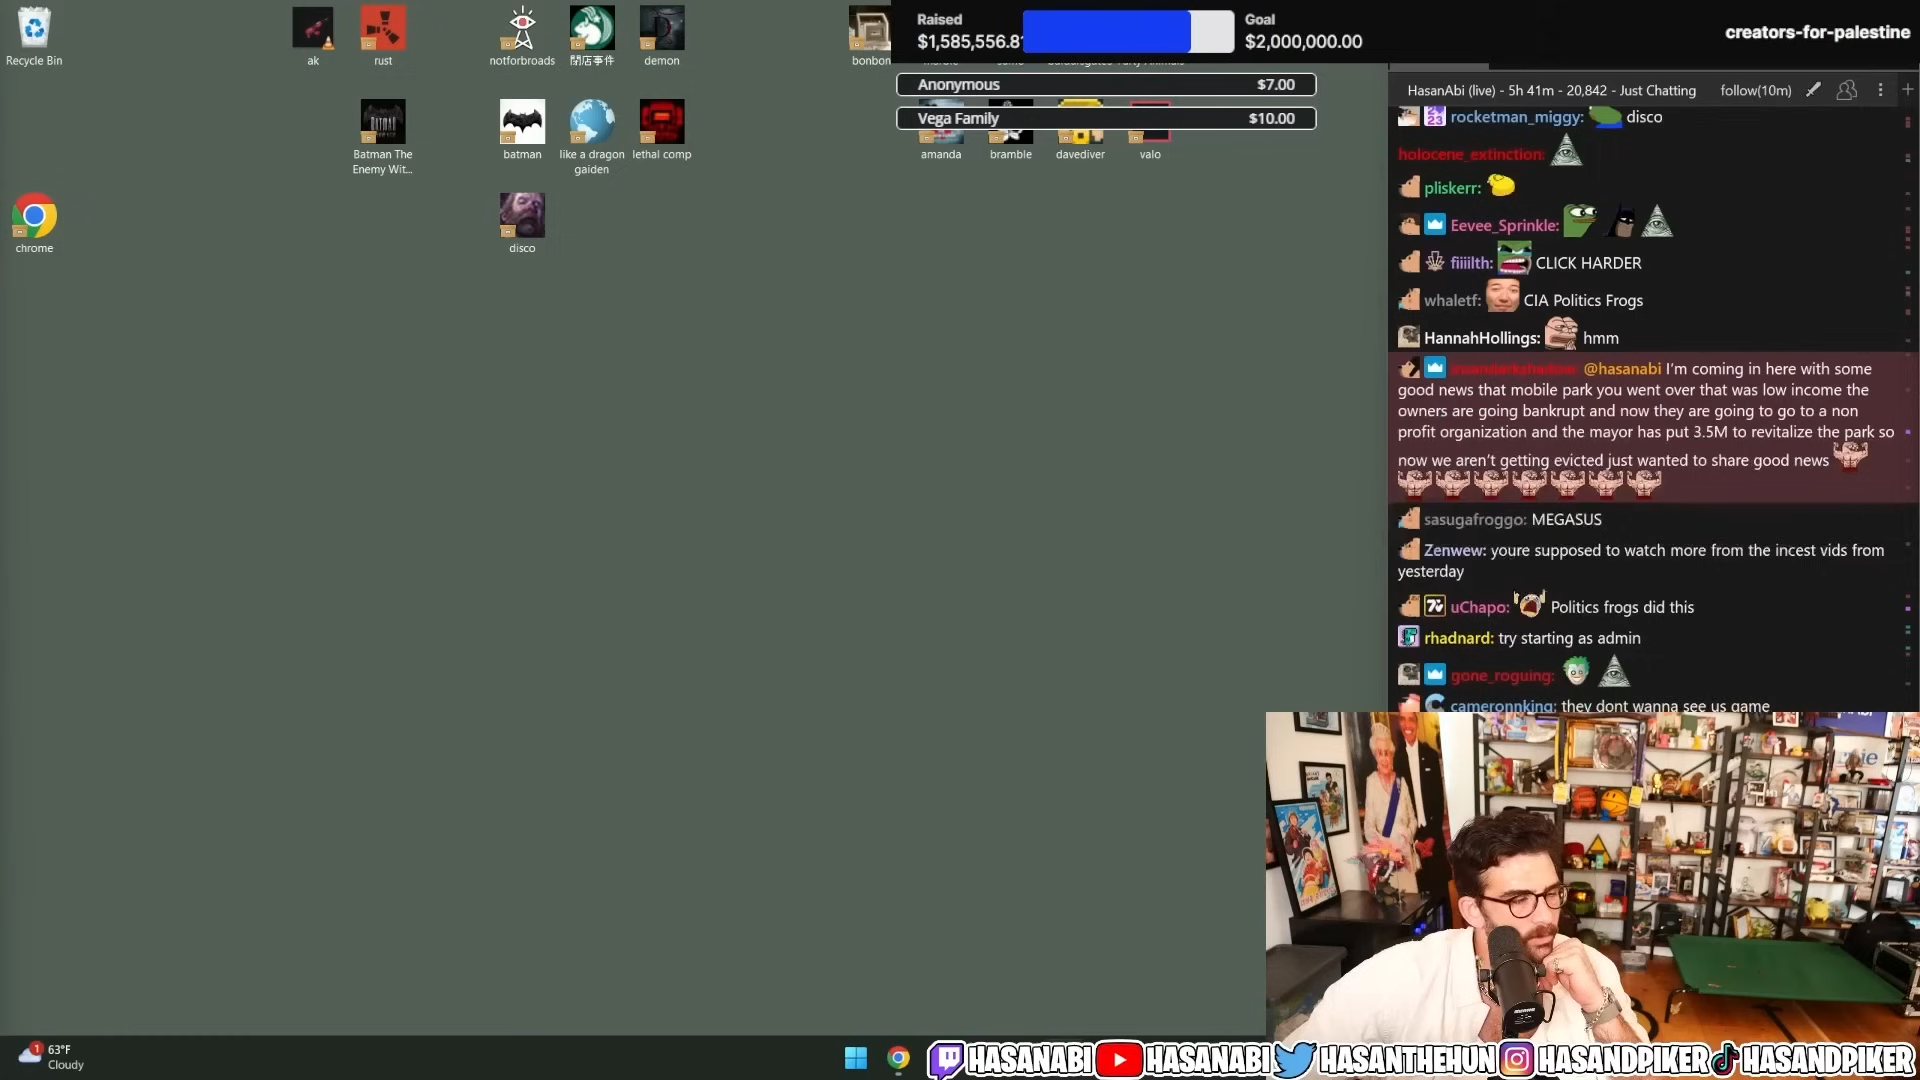 Recycle Bin
ak
rust
notforbroads
閉店事件
demon
bonbon
Batman The
Enemy Wit...
batman
like a dragon
gaiden
lethal comp
amanda
bramble
davediver
valo
chrome
disco
Raised
$1,585,556.8
Goal
$2,000,000.00
creators-for-palestine
Anonymous $7.00
Vega Family $10.00
HasanAbi (live) - 5h 41m - 20,842 - Just Chatting follow(10m)
rocketman_miggy: disco
holocene_extinction:
pliskerr:
Eevee_Sprinkle:
fiiiilth: CLICK HARDER
whaletf: CIA Politics Frogs
HannahHollings: hmm
@hasanabi I'm coming in here with some
good news that mobile park you went over that was low income the
owners are going bankrupt and now they are going to go to a non
profit organization and the mayor has put 3.5M to revitalize the park so
now we aren't getting evicted just wanted to share good news
sasugafroggo: MEGASUS
Zenwew: youre supposed to watch more from the incest vids from
yesterday
uChapo: Politics frogs did this
rhadnard: try starting as admin
gone_roguing:
cameronnking: they dont wanna see us game
1
63°F
Cloudy
HASANABI HASANABI HASANTHEHUN HASANDPIKER HASANDPIKER